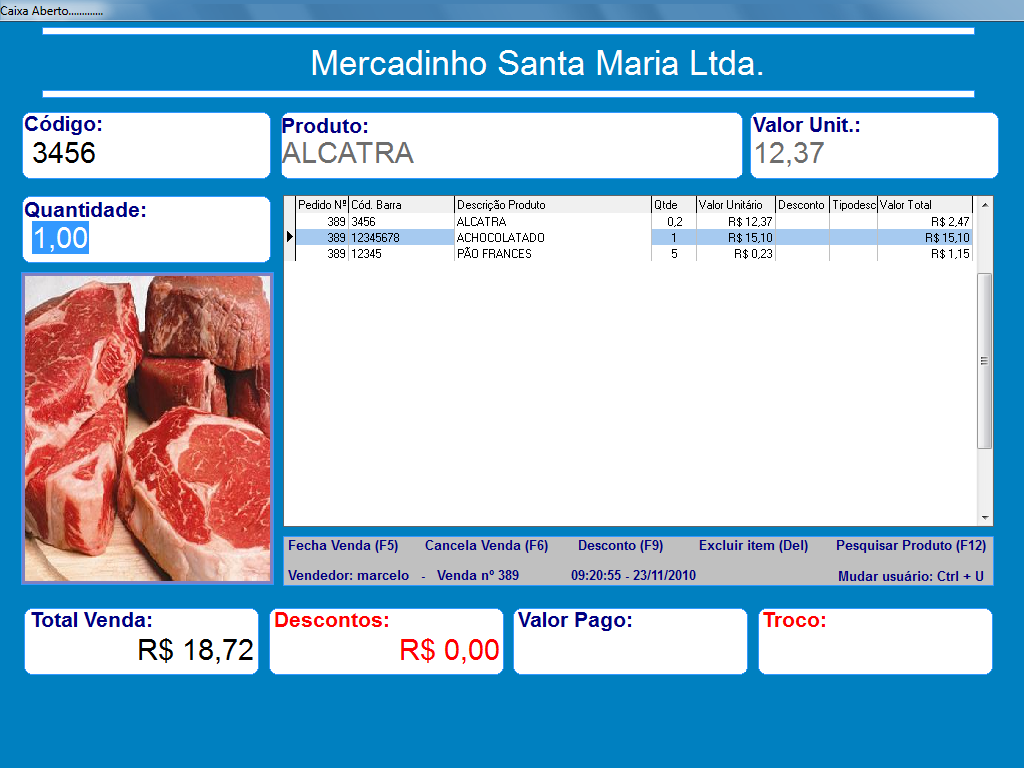 Caixa Aberto.............
Mercadinho Santa Maria Ltda.
Código:
3456
Produto:
ALCATRA
Valor Unit.:
12,37
Quantidade:
1,00
Pedido Nº Cód. Barra Descrição Produto Qtde Valor Unitário Desconto Tipodesc Valor Total
389 3456 ALCATRA 0,2 R$ 12,37 R$ 2,47
389 12345678 ACHOCOLATADO 1 R$ 15,10 R$ 15,10
389 12345 PÃO FRANCES 5 R$ 0,23 R$ 1,15
Fecha Venda (F5) Cancela Venda (F6) Desconto (F9) Excluir item (Del) Pesquisar Produto (F12)
Vendedor: marcelo - Venda nº 389 09:20:55 - 23/11/2010 Mudar usuário: Ctrl + U
Total Venda:
R$ 18,72
Descontos:
R$ 0,00
Valor Pago:
Troco: